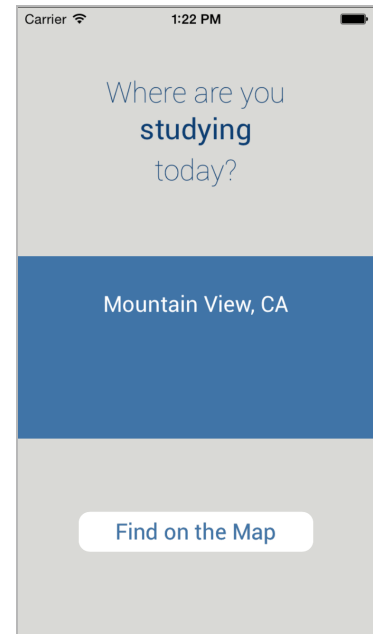 Carrier 1:22 PM
Where are you
studying
today?
Mountain View, CA
Find on the Map